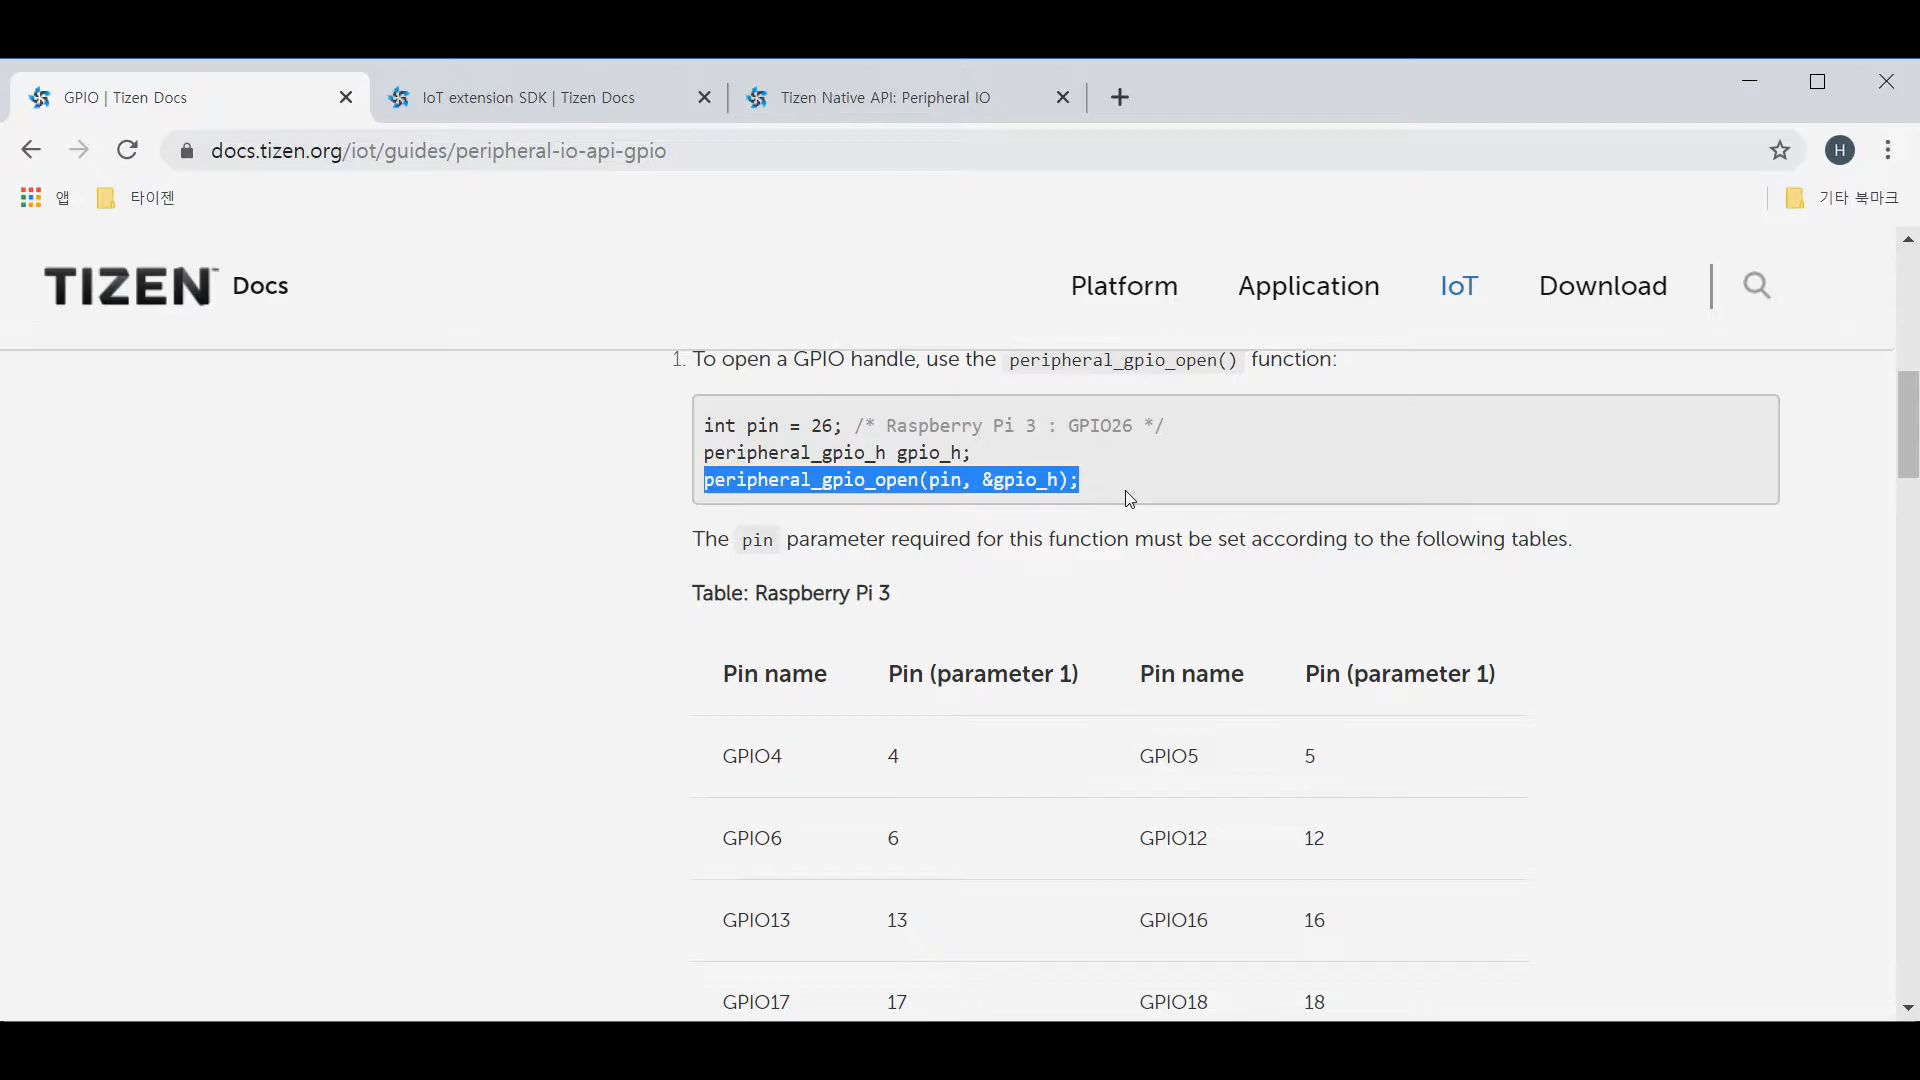 GPIO | Tizen Docs
IoT extension SDK | Tizen Docs
Tizen Native API: Peripheral IO
docs.tizen.org/iot/guides/peripheral-io-api-gpio
H
앱
타이젠
기타 북마크
TIZEN™ Docs
Platform Application IoT Download
1. To open a GPIO handle, use the peripheral_gpio_open() function:
int pin = 26; /* Raspberry Pi 3 : GPIO26 */
peripheral_gpio_h gpio_h;
peripheral_gpio_open(pin, &gpio_h);
The pin parameter required for this function must be set according to the following tables.
Table: Raspberry Pi 3
Pin name Pin (parameter 1) Pin name Pin (parameter 1)
GPIO4 4 GPIO5 5
GPIO6 6 GPIO12 12
GPIO13 13 GPIO16 16
GPIO17 17 GPIO18 18